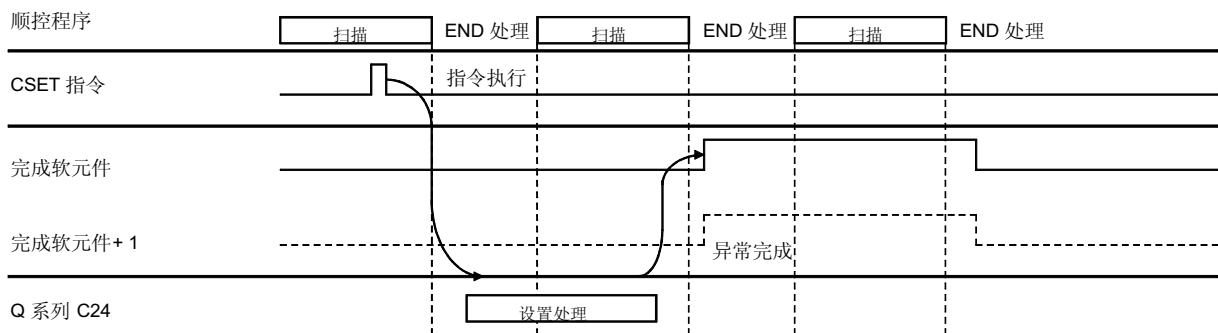 顺控程序
扫描
END 处理
扫描
END 处理
扫描
END 处理
CSET 指令
指令执行
完成软元件
完成软元件+ 1
异常完成
Q 系列 C24
设置处理